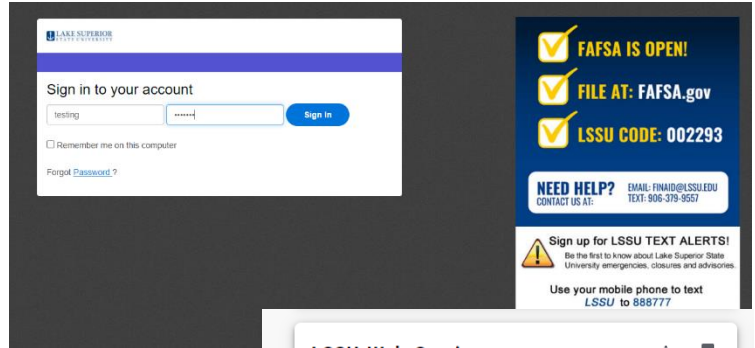 LAKE SUPERIOR
STATE UNIVERSITY
Sign in to your account
testing
Sign In
Remember me on this computer
Forgot Password ?
FAFSA IS OPEN!
FILE AT: FAFSA.gov
LSSU CODE: 002293
NEED HELP?
CONTACT US AT:
EMAIL: FINAID@LSSU.EDU
TEXT: 906-379-9557
Sign up for LSSU TEXT ALERTS!
Be the first to know about Lake Superior State
University emergencies, closures and advisories.
Use your mobile phone to text
LSSU to 888777